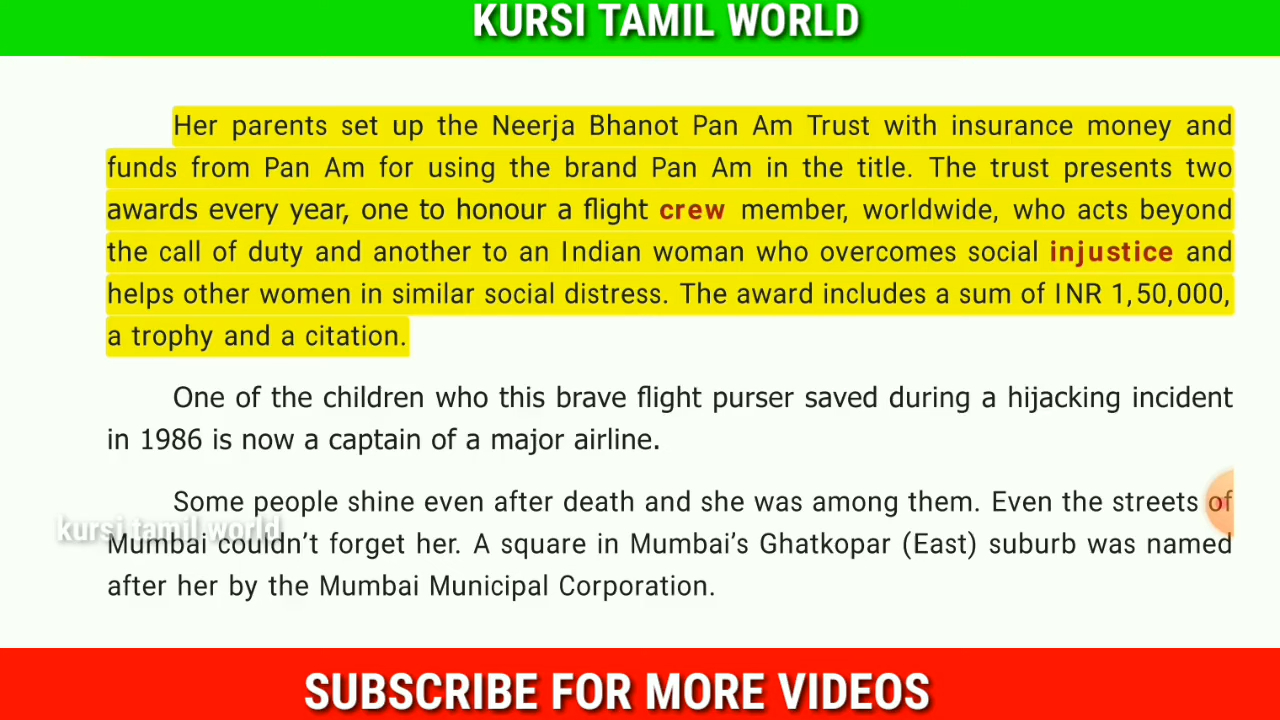 KURSI TAMIL WORLD
Her parents set up the Neerja Bhanot Pan Am Trust with insurance money and
funds from Pan Am for using the brand Pan Am in the title. The trust presents two
awards every year, one to honour a flight crew member, worldwide, who acts beyond
the call of duty and another to an Indian woman who overcomes social injustice and
helps other women in similar social distress. The award includes a sum of INR 1,50,000,
a trophy and a citation.
One of the children who this brave flight purser saved during a hijacking incident
in 1986 is now a captain of a major airline.
Some people shine even after death and she was among them. Even the streets of
kursi tamil world
Mumbai couldn't forget her. A square in Mumbai's Ghatkopar (East) suburb was named
after her by the Mumbai Municipal Corporation.
SUBSCRIBE FOR MORE VIDEOS